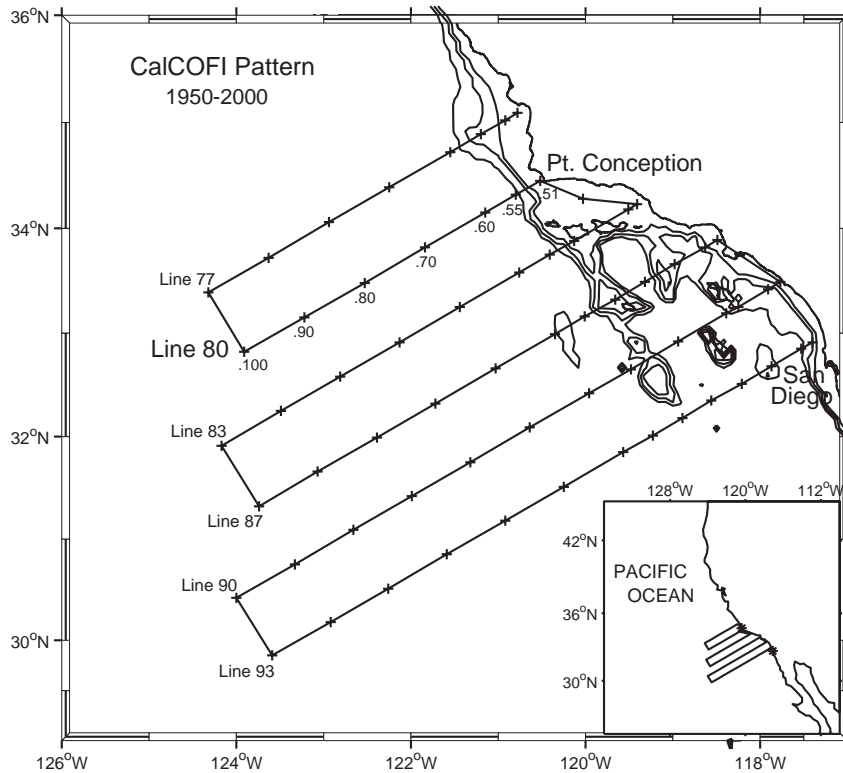 36°N
CalCOFI Pattern
1950-2000
Pt. Conception
.51
.55
.60
34°N
.70
Line 77
.80
.90
Line 80
.100
San
Diego
Line 83
32°N
Line 87
128°W
120°W
112°W
42°N
PACIFIC
OCEAN
Line 90
36°N
30°N
Line 93
30°N
126°W
124°W
122°W
120°W
118°W